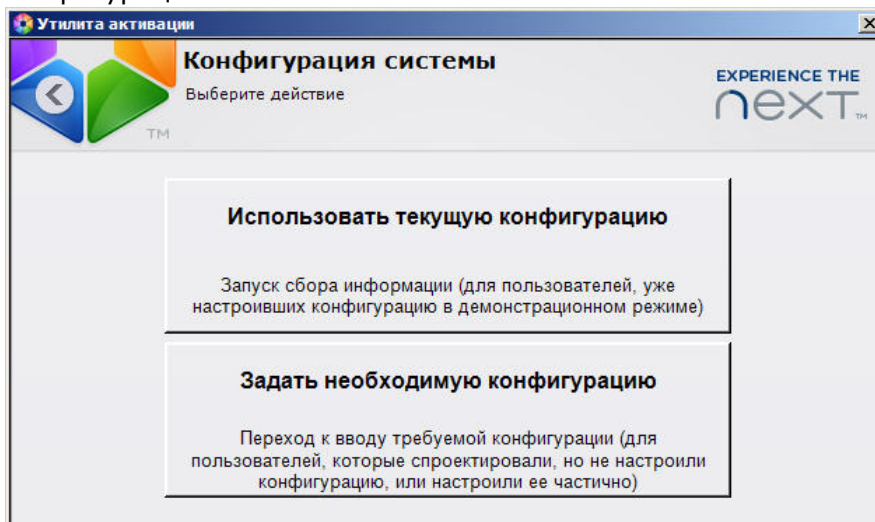 Утилита активации
Конфигурация системы
Выберите действие
EXPERIENCE THE
next TM
TM
Использовать текущую конфигурацию
Запуск сбора информации (для пользователей, уже
настроивших конфигурацию в демонстрационном режиме)
Задать необходимую конфигурацию
Переход к вводу требуемой конфигурации (для
пользователей, которые спроектировали, но не настроили
конфигурацию, или настроили ее частично)